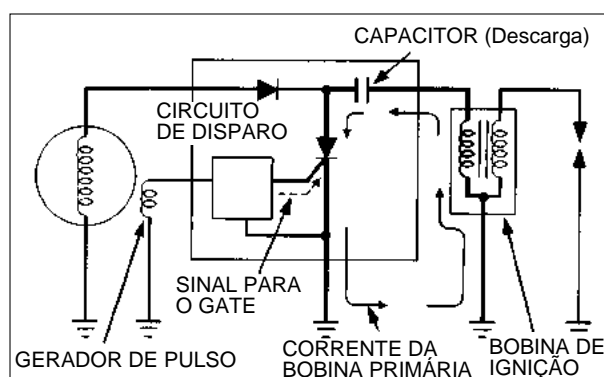 CAPACITOR (Descarga)
CIRCUITO
DE DISPARO
SINAL PARA
O GATE
GERADOR DE PULSO
CORRENTE DA
BOBINA PRIMÁRIA
BOBINA DE
IGNIÇÃO